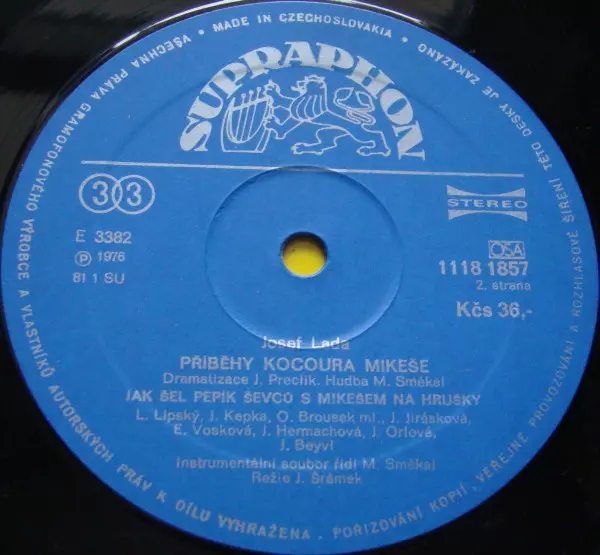 MADE IN CZECHOSLOVAKIA • VŠECHNA PRÁVA GRAMOFONOVÉHO VÝROBCE A VLASTNÍKŮ AUTORSKÝCH PRÁV K DÍLU VYHRAŽENA. POŘIZOVÁNÍ KOPIÍ, VEŘEJNÉ PROVOZOVÁNÍ A ROZHLASOVÉ ŠÍŘENÍ TÉTO DESKY JE ZAKÁZÁNO •
SUPRAPHON
33
STEREO
E 3382
℗ 1976
81 1 SU
OSA
1118 1857
2. strana
Kčs 36,-
Josef Lada
PŘÍBĚHY KOCOURA MIKEŠE
Dramatizace J. Preclík. Hudba M. Směkal
JAK ŠEL PEPÍK ŠEVCŮ S MIKEŠEM NA HRUŠKY
L. Lipský, J. Kepka, O. Brousek ml., J. Jirásková,
E. Vosková, J. Hermachová, J. Orlová,
J. Beyvl
Instrumentální soubor řídí M. Směkal
Režie J. Šrámek